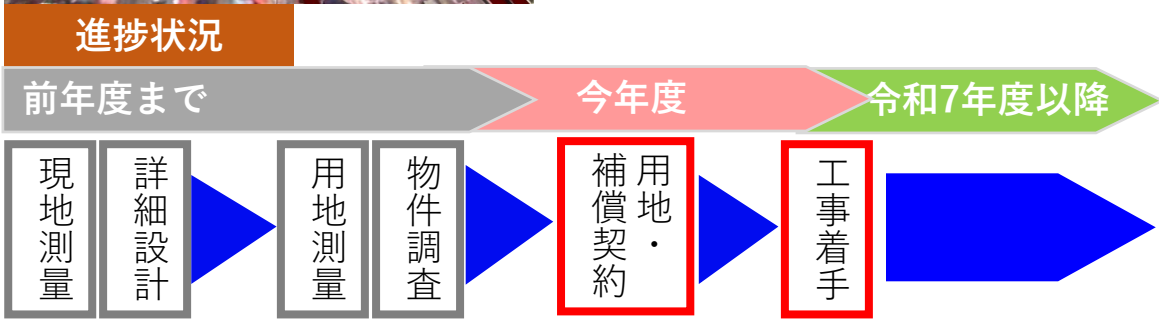 進捗状況
前年度まで
今年度
令和7年度以降
現地測量
詳細設計
用地測量
物件調査
用地・
補償契約
工事着手